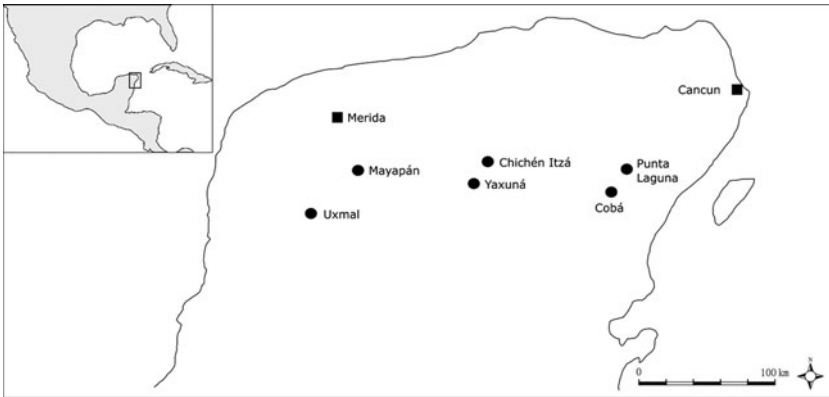 Cancun
Merida
Chichén Itzá
Punta
Laguna
Mayapán
Yaxuná
Cobá
Uxmal
N
0
100 km